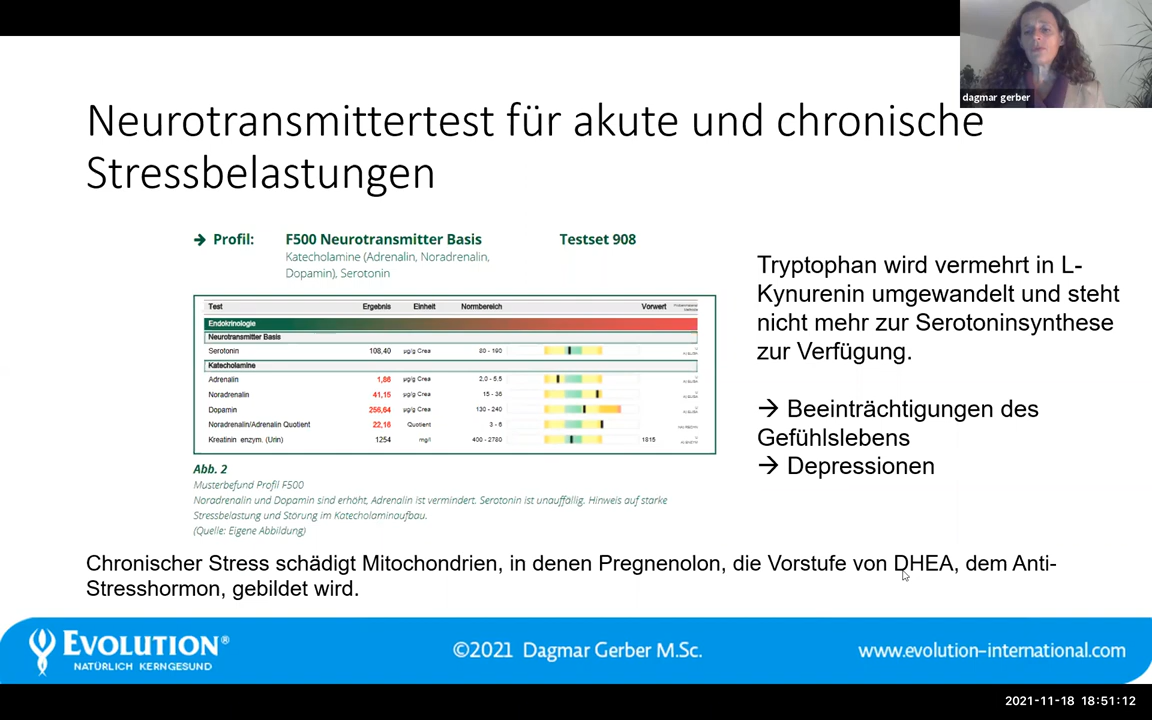 dagmar gerber
Neurotransmittertest für akute und chronische
Stressbelastungen
→ Profil: F500 Neurotransmitter Basis Testset 908
Katecholamine (Adrenalin, Noradrenalin,
Dopamin), Serotonin
Test Ergebnis Einheit Normbereich Vorwert
Endokrinologie
Neurotransmitter Basis
Serotonin 108,40 µg/g Crea 80 - 190
Katecholamine
Adrenalin 1,86 µg/g Crea 2,0 - 5,5
Noradrenalin 41,15 µg/g Crea 15 - 36
Dopamin 256,64 µg/g Crea 130 - 240
Noradrenalin/Adrenalin Quotient 22,16 Quotient 3 - 6
Kreatinin enzym. (Urin) 1254 mg/l 400 - 2780 1815
Abb. 2
Musterbefund Profil F500
Noradrenalin und Dopamin sind erhöht, Adrenalin ist vermindert. Serotonin ist unauffällig. Hinweis auf starke
Stressbelastung und Störung im Katecholaminaufbau.
(Quelle: Eigene Abbildung)
Tryptophan wird vermehrt in L-
Kynurenin umgewandelt und steht
nicht mehr zur Serotoninsynthese
zur Verfügung.
→ Beeinträchtigungen des
Gefühlslebens
→ Depressionen
Chronischer Stress schädigt Mitochondrien, in denen Pregnenolon, die Vorstufe von DHEA, dem Anti-
Stresshormon, gebildet wird.
EVOLUTION®
NATÜRLICH KERNGESUND
©2021 Dagmar Gerber M.Sc.
www.evolution-international.com
2021-11-18 18:51:12